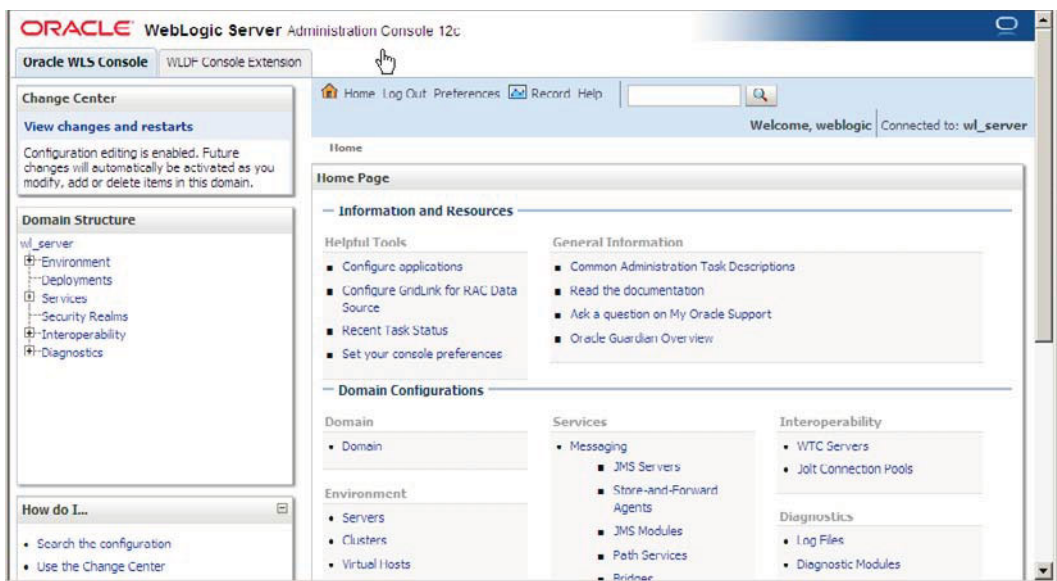 ORACLE WebLogic Server Administration Console 12c
Oracle WLS Console
WLDF Console Extension
Change Center
View changes and restarts
Configuration editing is enabled. Future
changes will automatically be activated as you
modify, add or delete items in this domain.
Domain Structure
wl_server
Environment
Deployments
Services
Security Realms
Interoperability
Diagnostics
How do I...
Search the configuration
Use the Change Center
Home Log Out Preferences Record Help
Welcome, weblogic Connected to: wl_server
Home
Home Page
Information and Resources
Helpful Tools
Configure applications
Configure GridLink for RAC Data
Source
Recent Task Status
Set your console preferences
General Information
Common Administration Task Descriptions
Read the documentation
Ask a question on My Oracle Support
Oracle Guardian Overview
Domain Configurations
Domain
Domain
Environment
Servers
Clusters
Virtual Hosts
Services
Messaging
JMS Servers
Store-and-Forward
Agents
JMS Modules
Path Services
Bridges
Interoperability
WTC Servers
Jolt Connection Pools
Diagnostics
Log Files
Diagnostic Modules